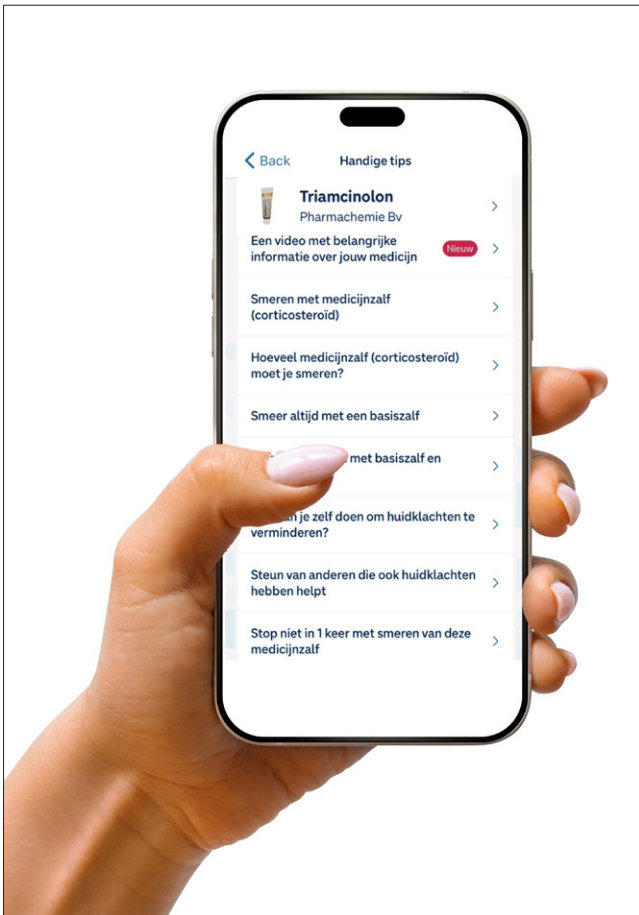 Back Handige tips
Triamcinolon
Pharmachemie Bv
Een video met belangrijke
informatie over jouw medicijn
Nieuw
Smeren met medicijnzalf
(corticosteroïd)
Hoeveel medicijnzalf (corticosteroïd)
moet je smeren?
Smeer altijd met een basiszalf
met basiszalf en
je zelf doen om huidklachten te
verminderen?
Steun van anderen die ook huidklachten
hebben helpt
Stop niet in 1 keer met smeren van deze
medicijnzalf